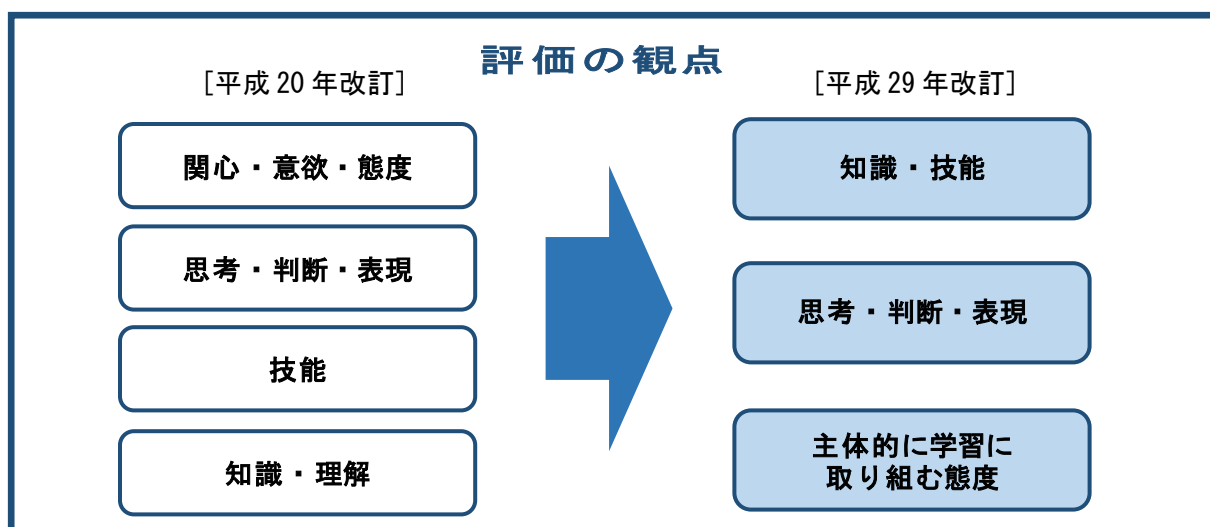 評価の観点
［平成 20 年改訂］
関心・意欲・態度
思考・判断・表現
技能
知識・理解
［平成 29 年改訂］
知識・技能
思考・判断・表現
主体的に学習に
取り組む態度